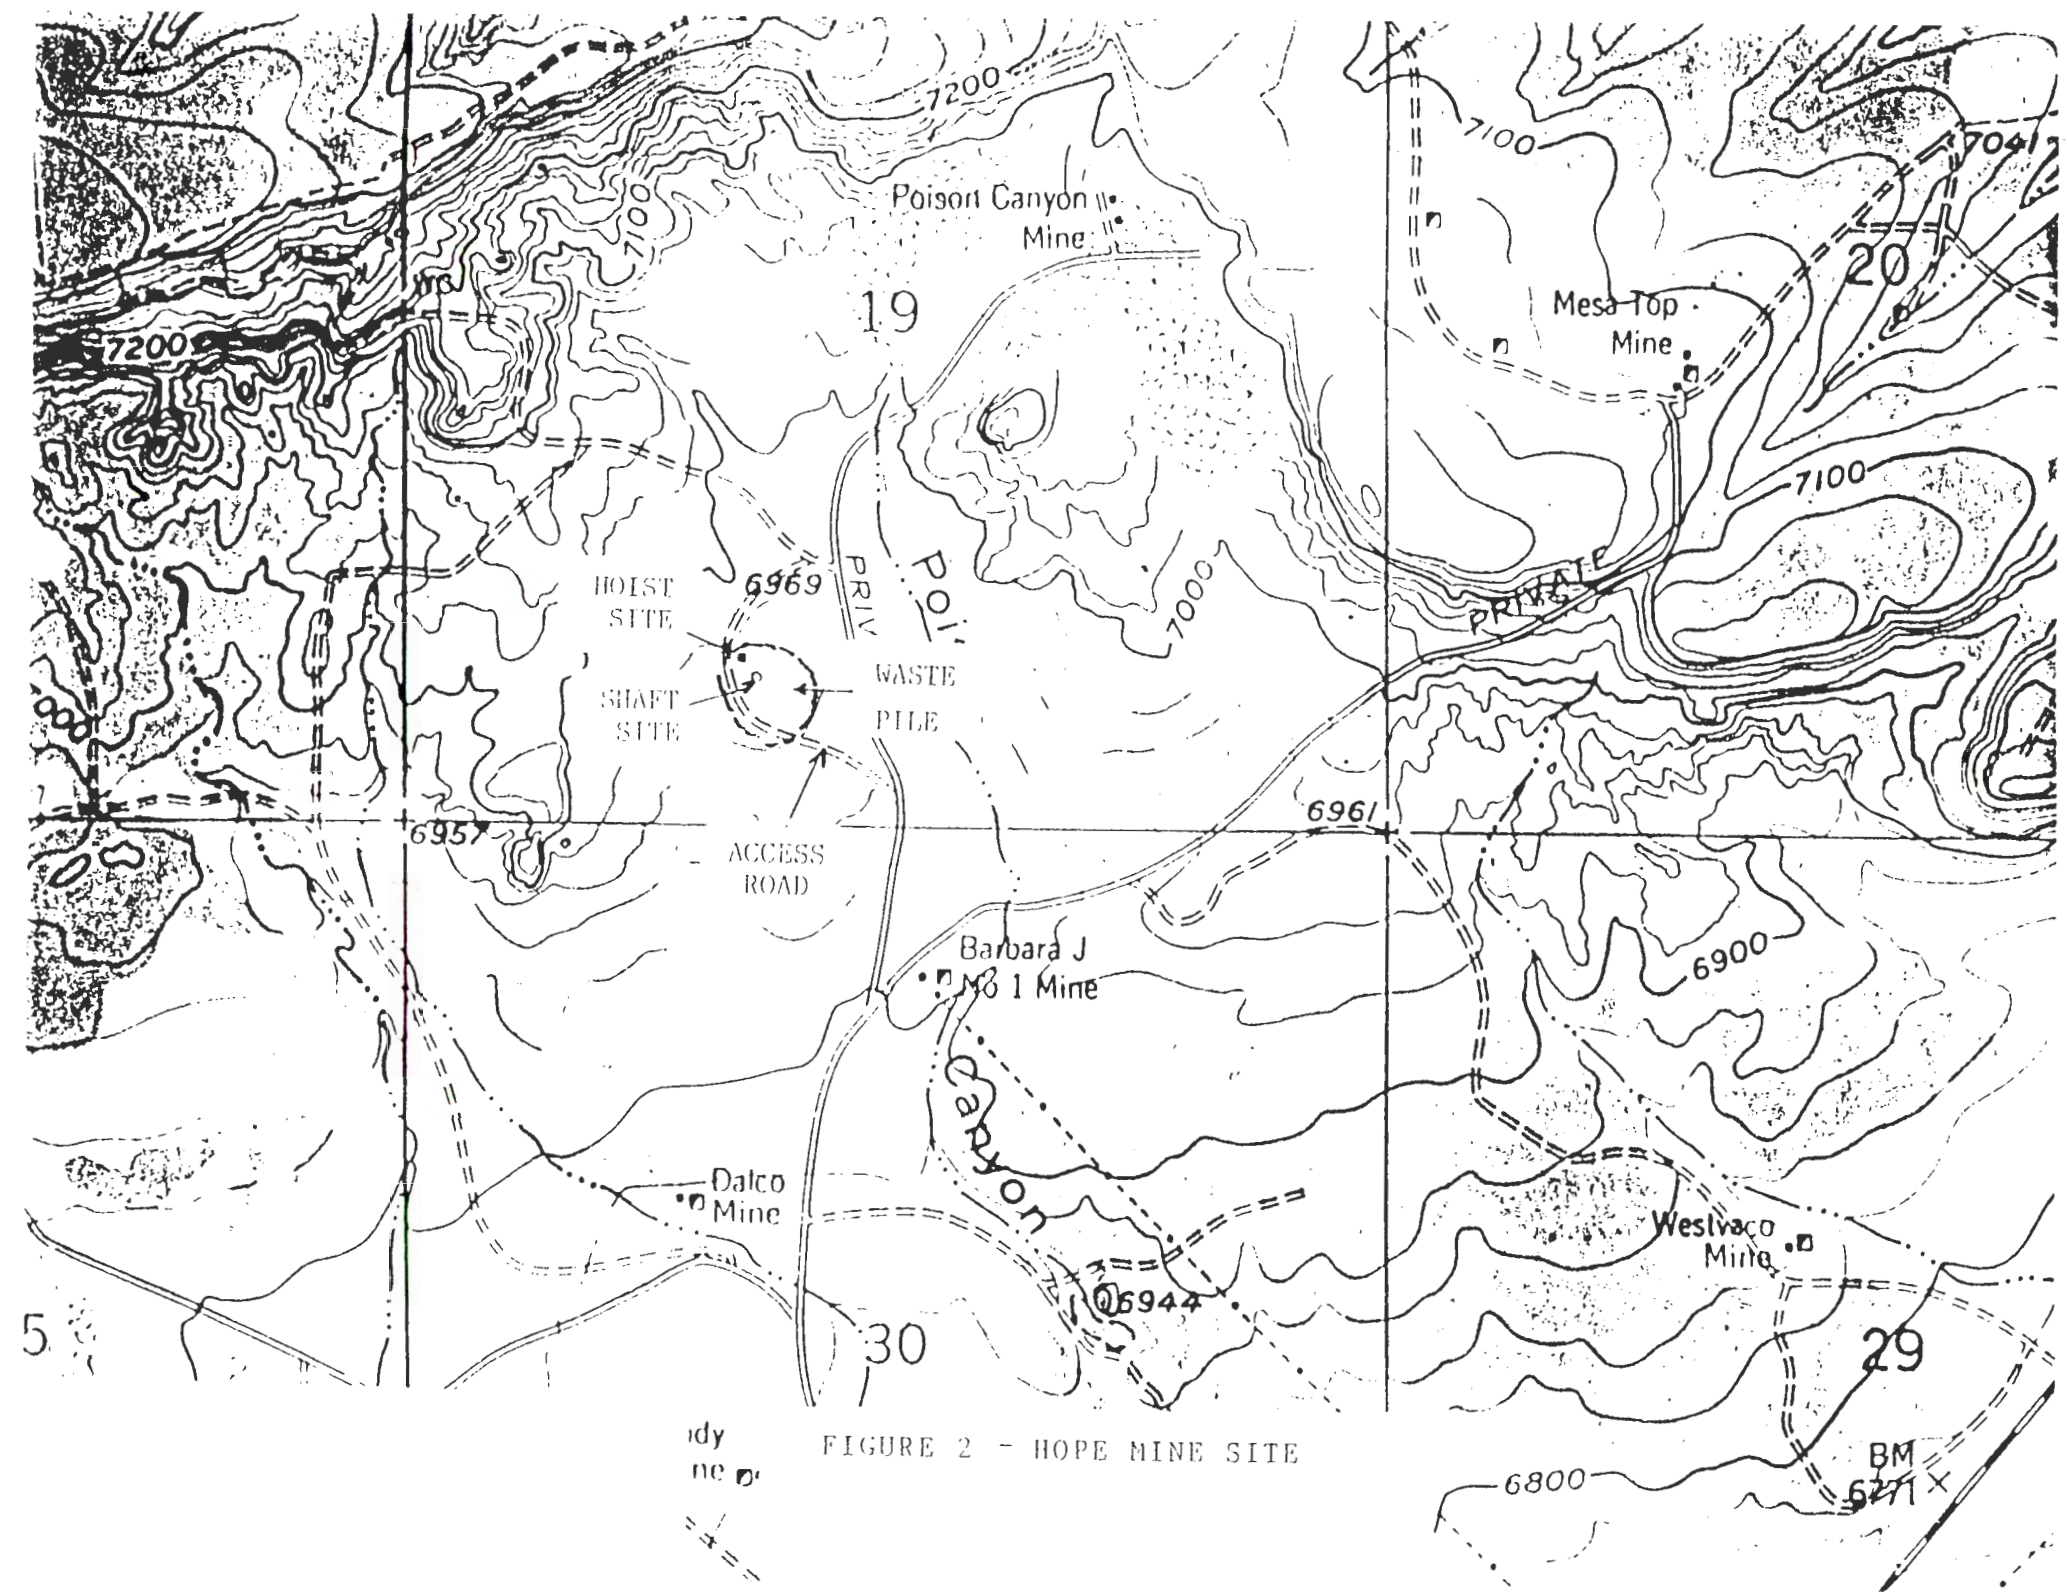 7200
7100
7041
Poison Canyon
Mine
7100
20
19
Mesa Top
Mine
7200
7100
PRIVATE
6969
PRIV
Poi
7000
HOIST
SITE
SHAFT
SITE
WASTE
PILE
6957
6961
ACCESS
ROAD
Barbara J
No 1 Mine
6900
Canyon
Dalco
Mine
Westvaco
Mine
6944
5
30
29
FIGURE 2 - HOPE MINE SITE
BM
6800